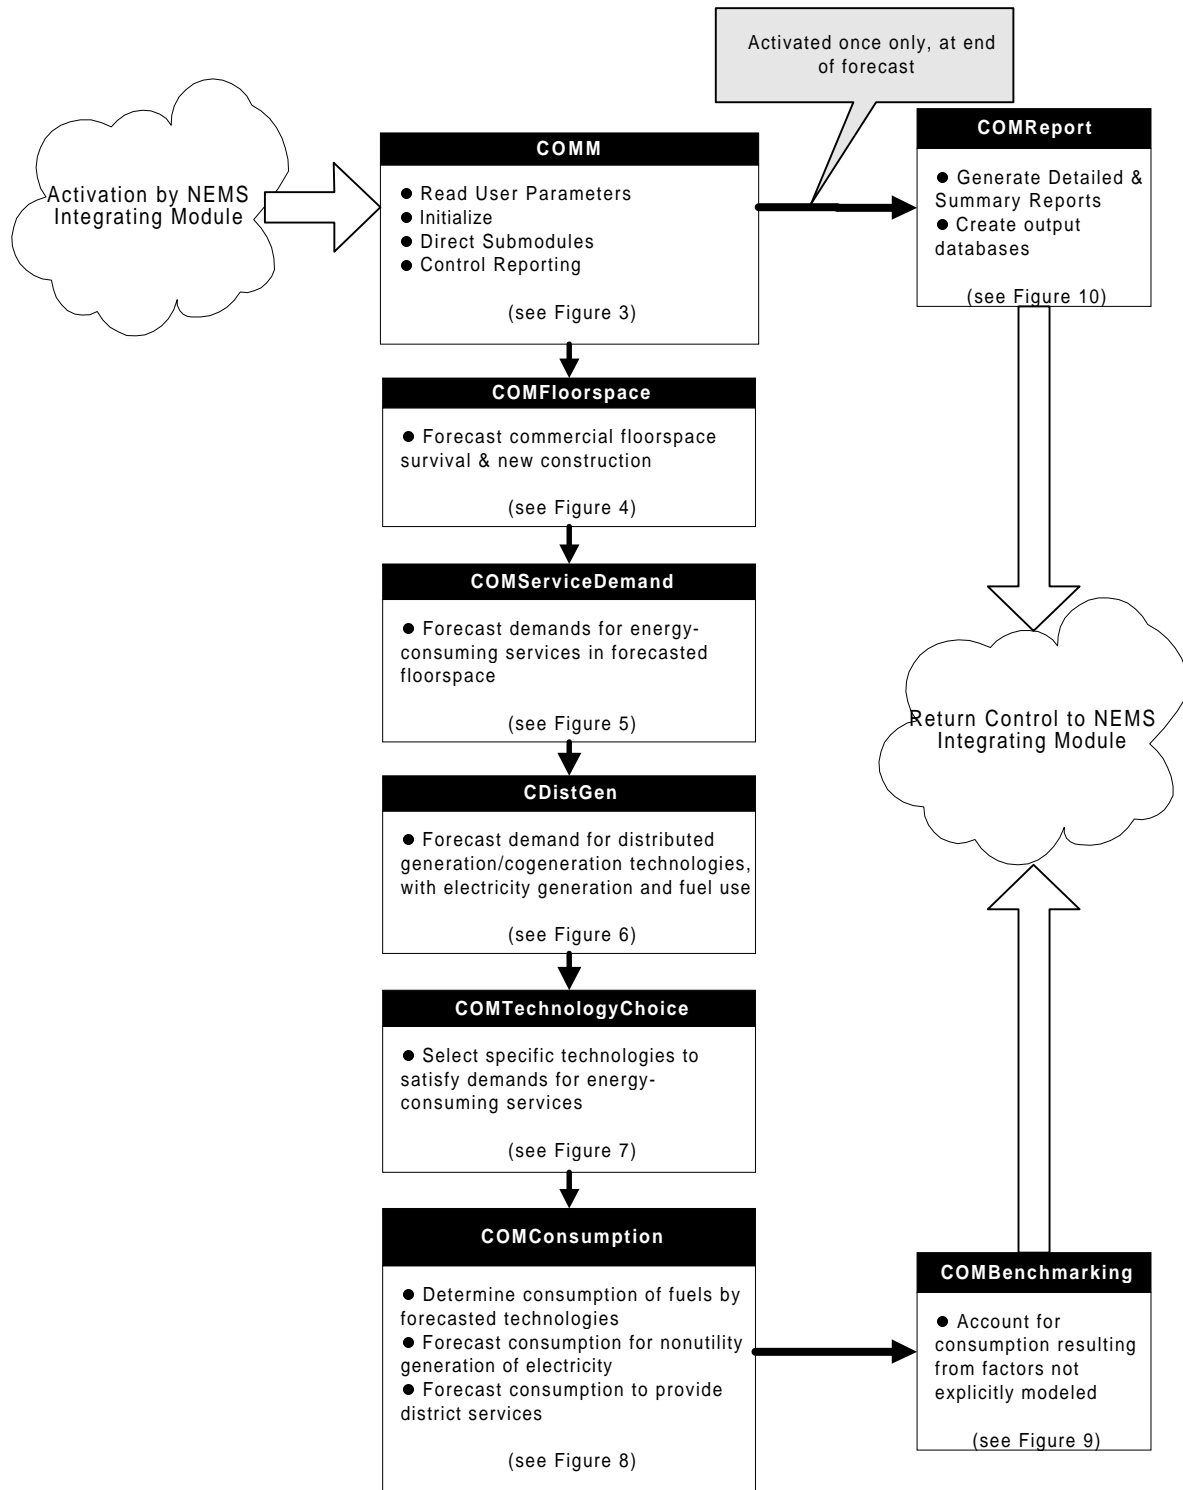 Activated once only, at end
of forecast
Activation by NEMS
Integrating Module
COMM
● Read User Parameters
● Initialize
● Direct Submodules
● Control Reporting
(see Figure 3)
COMReport
● Generate Detailed &
Summary Reports
● Create output
databases
(see Figure 10)
COMFloorspace
● Forecast commercial floorspace
survival & new construction
(see Figure 4)
COMServiceDemand
● Forecast demands for energy-
consuming services in forecasted
floorspace
(see Figure 5)
Return Control to NEMS
Integrating Module
CDistGen
● Forecast demand for distributed
generation/cogeneration technologies,
with electricity generation and fuel use
(see Figure 6)
COMTechnologyChoice
● Select specific technologies to
satisfy demands for energy-
consuming services
(see Figure 7)
COMConsumption
● Determine consumption of fuels by
forecasted technologies
● Forecast consumption for nonutility
generation of electricity
● Forecast consumption to provide
district services
(see Figure 8)
COMBenchmarking
● Account for
consumption resulting
from factors not
explicitly modeled
(see Figure 9)